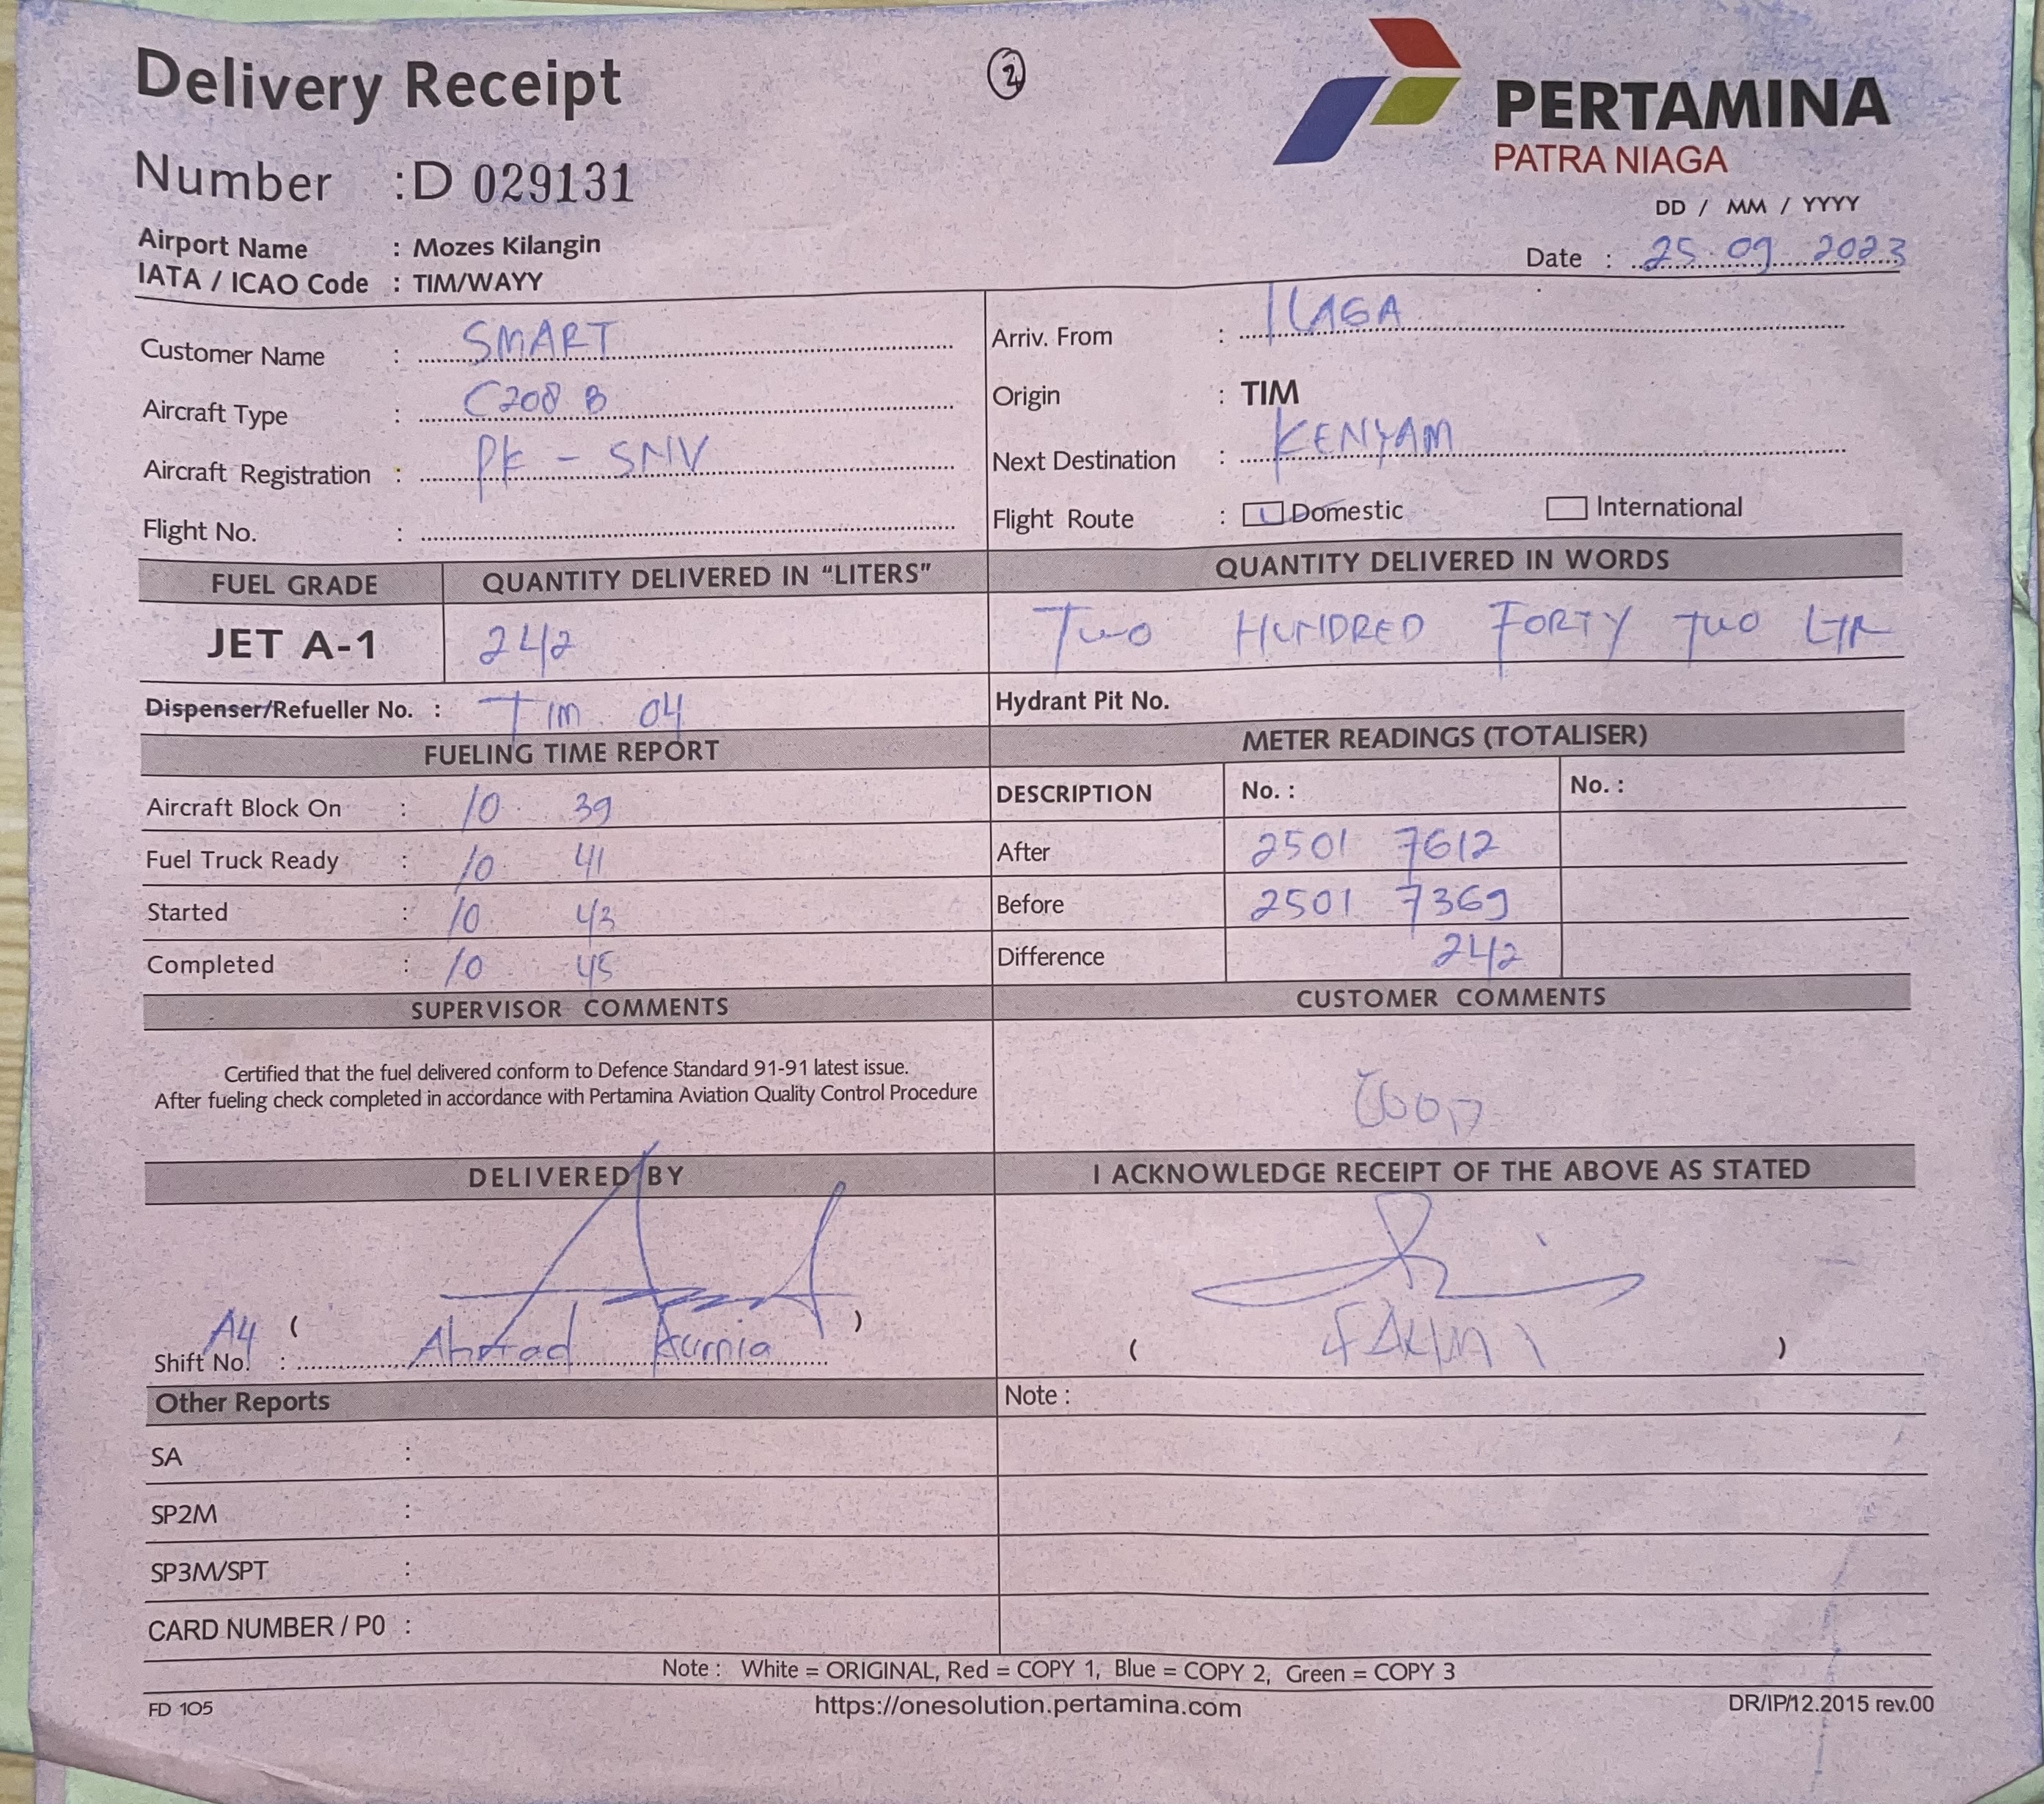 Delivery Receipt
2
PERTAMINA
PATRA NIAGA
Number : D 029131
DD / MM / YYYY
Airport Name : Mozes Kilangin
Date : 25 09 2023
IATA / ICAO Code : TIM/WAYY
Customer Name : SMART
Arriv. From : ILAGA
Aircraft Type : C208 B
Origin : TIM
Aircraft Registration : PK - SNV
Next Destination : KENYAM
Flight No. :
Flight Route : Domestic International
FUEL GRADE QUANTITY DELIVERED IN "LITERS" QUANTITY DELIVERED IN WORDS
JET A-1 242 TWO HUNDRED FORTY TWO LTR
Dispenser/Refueller No. : TIM 04
Hydrant Pit No.
FUELING TIME REPORT
METER READINGS (TOTALISER)
Aircraft Block On : 10 39
DESCRIPTION No. : No. :
Fuel Truck Ready : 10 41
After 2501 7612
Started : 10 43
Before 2501 7369
Completed : 10 45
Difference 242
SUPERVISOR COMMENTS
CUSTOMER COMMENTS
Certified that the fuel delivered conform to Defence Standard 91-91 latest issue.
After fueling check completed in accordance with Pertamina Aviation Quality Control Procedure
GOOD
DELIVERED BY
I ACKNOWLEDGE RECEIPT OF THE ABOVE AS STATED
A4 ( )
Shift No. : Kurnia
( )
Other Reports
Note :
SA :
SP2M :
SP3M/SPT :
CARD NUMBER / P0 :
Note : White = ORIGINAL, Red = COPY 1, Blue = COPY 2, Green = COPY 3
FD 105
https://onesolution.pertamina.com
DR/IP/12.2015 rev.00